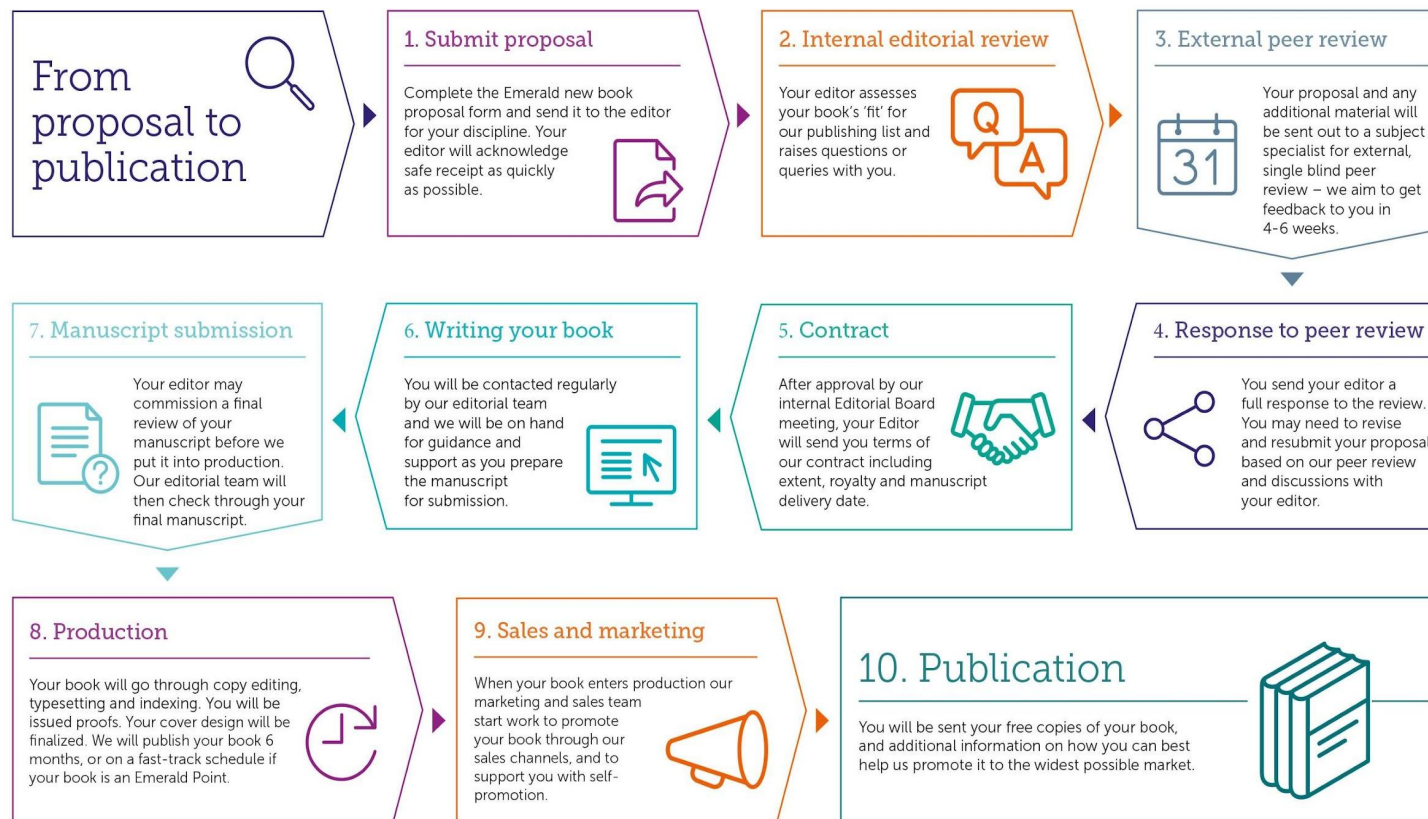 From
proposal to
publication
1. Submit proposal
Complete the Emerald new book
proposal form and send it to the editor
for your discipline. Your
editor will acknowledge
safe receipt as quickly
as possible.
2. Internal editorial review
Your editor assesses
your book's ‘fit’ for
our publishing list and
raises questions or
queries with you.
Q
A
3. External peer review
31
Your proposal and any
additional material will
be sent out to a subject
specialist for external,
single blind peer
review – we aim to get
feedback to you in
4-6 weeks.
4. Response to peer review
You send your editor a
full response to the review.
You may need to revise
and resubmit your proposal
based on our peer review
and discussions with
your editor.
5. Contract
After approval by our
internal Editorial Board
meeting, your Editor
will send you terms of
our contract including
extent, royalty and manuscript
delivery date.
6. Writing your book
You will be contacted regularly
by our editorial team
and we will be on hand
for guidance and
support as you prepare
the manuscript
for submission.
7. Manuscript submission
Your editor may
commission a final
review of your
manuscript before we
put it into production.
Our editorial team will
then check through your
final manuscript.
?
8. Production
Your book will go through copy editing,
typesetting and indexing. You will be
issued proofs. Your cover design will be
finalized. We will publish your book 6
months, or on a fast-track schedule if
your book is an Emerald Point.
9. Sales and marketing
When your book enters production our
marketing and sales team
start work to promote
your book through our
sales channels, and to
support you with self-
promotion.
10. Publication
You will be sent your free copies of your book,
and additional information on how you can best
help us promote it to the widest possible market.